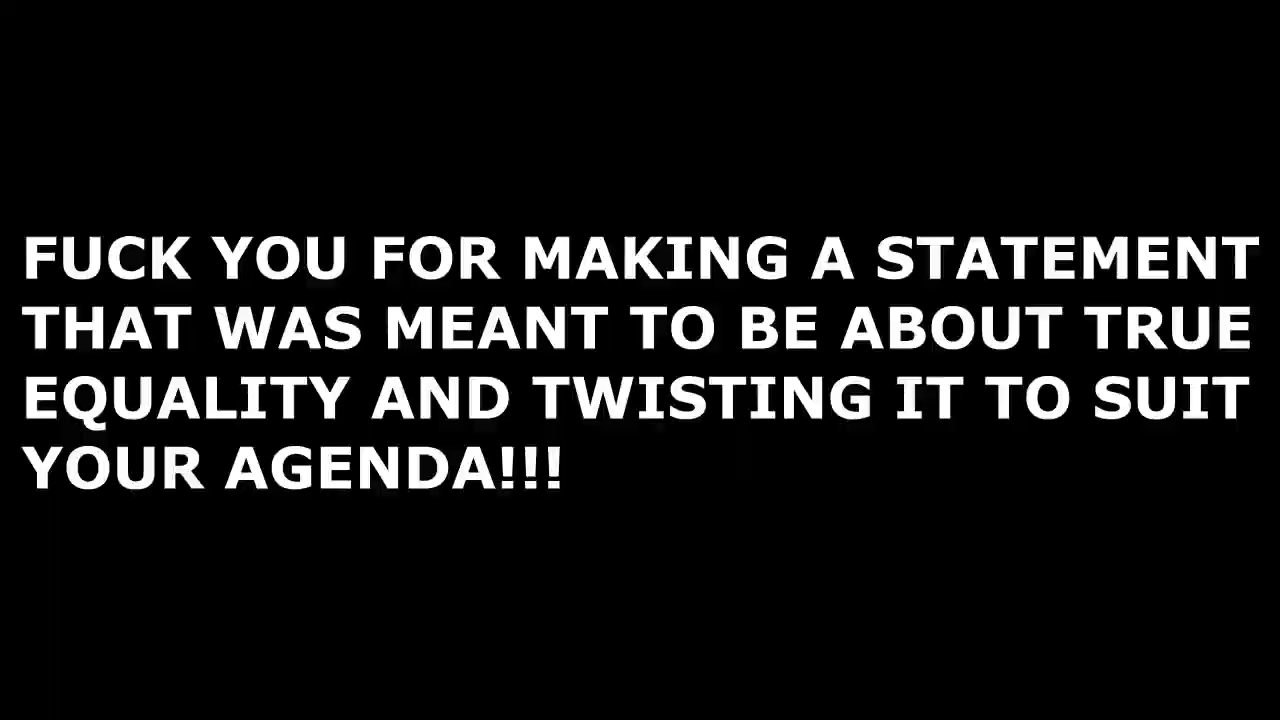 FUCK YOU FOR MAKING A STATEMENT
THAT WAS MEANT TO BE ABOUT TRUE
EQUALITY AND TWISTING IT TO SUIT
YOUR AGENDA!!!